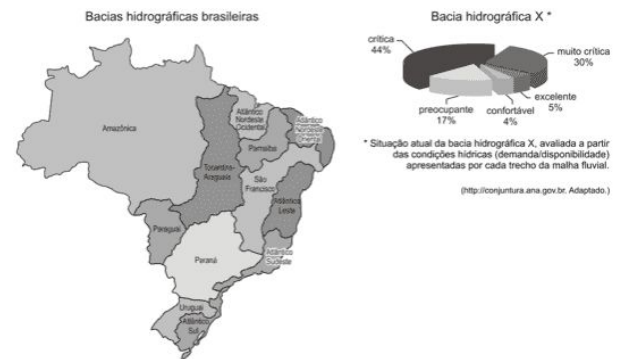 Bacias hidrográficas brasileiras
Bacia hidrográfica X *
crítica
44%
muito crítica
30%
excelente
5%
confortável
4%
preocupante
17%
* Situação atual da bacia hidrográfica X, avaliada a partir
das condições hídricas (demanda/disponibilidade)
apresentadas por cada trecho da malha fluvial.
(http://conjuntura.ana.gov.br. Adaptado.)
Amazônica
Atlântico
Nordeste
Ocidental
Atlântico
Nordeste
Oriental
Parnaíba
Tocantins-
Araguaia
São
Francisco
Atlântico
Leste
Paraguai
Atlântico
Sudeste
Paraná
Uruguai
Atlântico
Sul